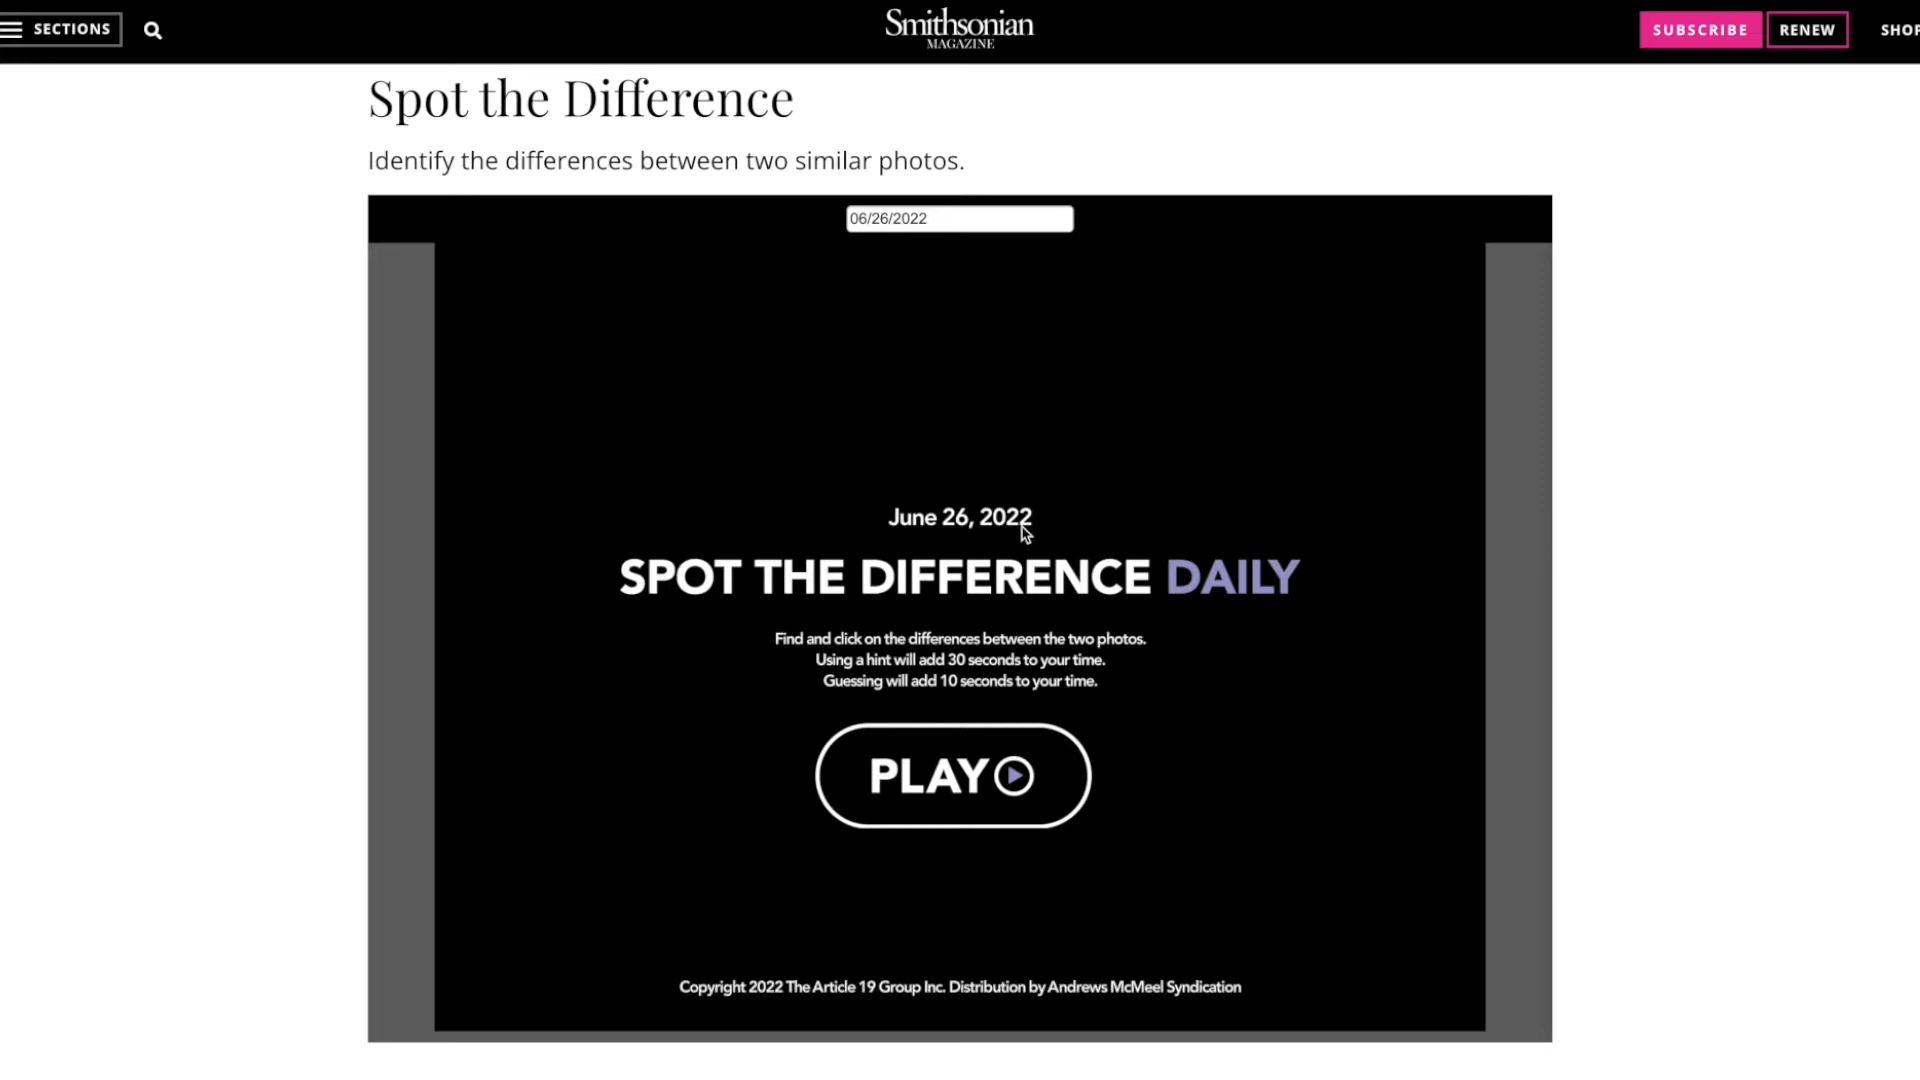 SECTIONS
Smithsonian
MAGAZINE
SUBSCRIBE
RENEW
SHOP
Spot the Difference
Identify the differences between two similar photos.
06/26/2022
June 26, 2022
SPOT THE DIFFERENCE DAILY
Find and click on the differences between the two photos.
Using a hint will add 30 seconds to your time.
Guessing will add 10 seconds to your time.
PLAY
Copyright 2022 The Article 19 Group Inc. Distribution by Andrews McMeel Syndication